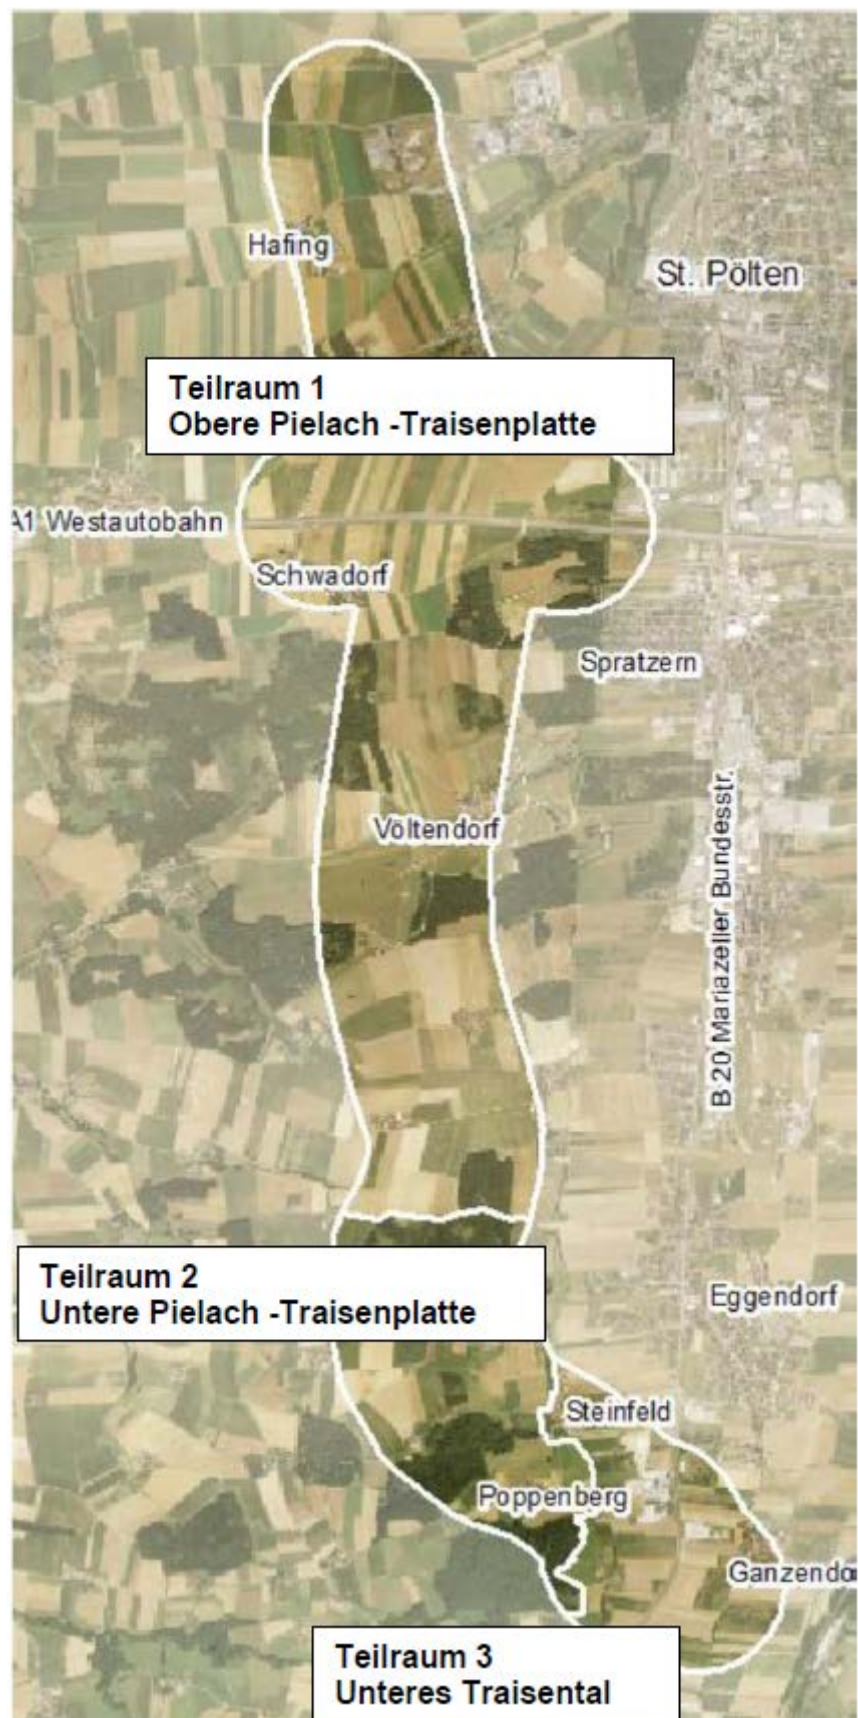 Hafing
St. Pölten
Teilraum 1
Obere Pielach -Traisenplatte
A1 Westautobahn
Schwadorf
Spratzern
Völtendorf
B 20 Mariazeller Bundesstr.
Teilraum 2
Untere Pielach -Traisenplatte
Eggendorf
Steinfeld
Poppenberg
Ganzendo
Teilraum 3
Unteres Traisental